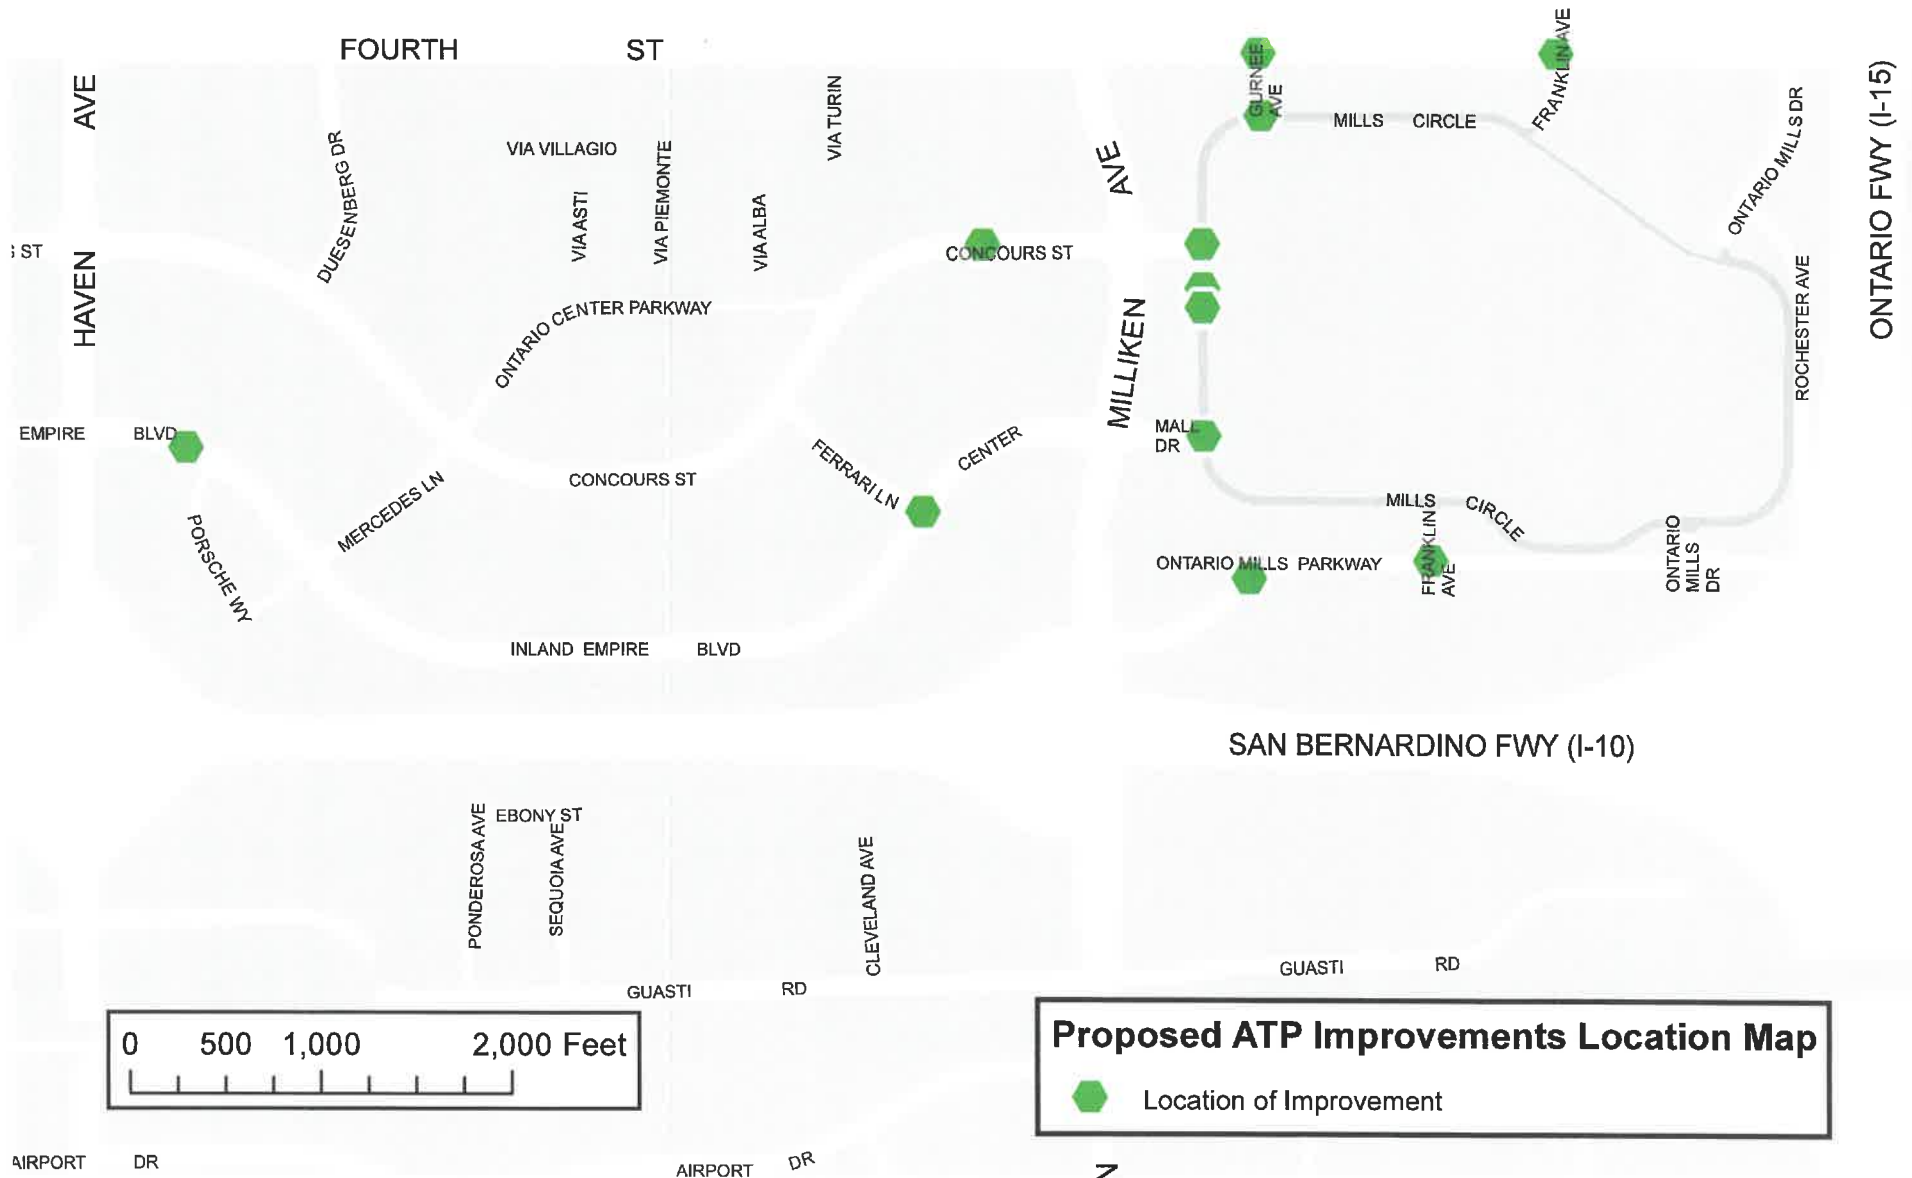 FOURTH ST
HAVEN AVE
DUESENBERG DR
VIA VILLAGIO
VIA ASTI
VIA PIEMONTE
VIA ALBA
VIA TURIN
MILLIKEN AVE
GURNEE
AVE
MILLS CIRCLE
FRANKLIN AVE
ONTARIO MILLS DR
ONTARIO FWY (I-15)
ROCHESTER AVE
ST
CONCOURS ST
ONTARIO CENTER PARKWAY
EMPIRE BLVD
PORSCHE WY
MERCEDES LN
CONCOURS ST
FERRARI LN
CENTER
MALL
DR
MILLS CIRCLE
ONTARIO MILLS PARKWAY
FRANKLIN
AVE
ONTARIO
MILLS
DR
INLAND EMPIRE BLVD
SAN BERNARDINO FWY (I-10)
EBONY ST
PONDEROSA AVE
SEQUOIA AVE
CLEVELAND AVE
GUASTI RD
GUASTI RD
0 500 1,000 2,000 Feet
Proposed ATP Improvements Location Map
Location of Improvement
AIRPORT DR
AIRPORT DR
N